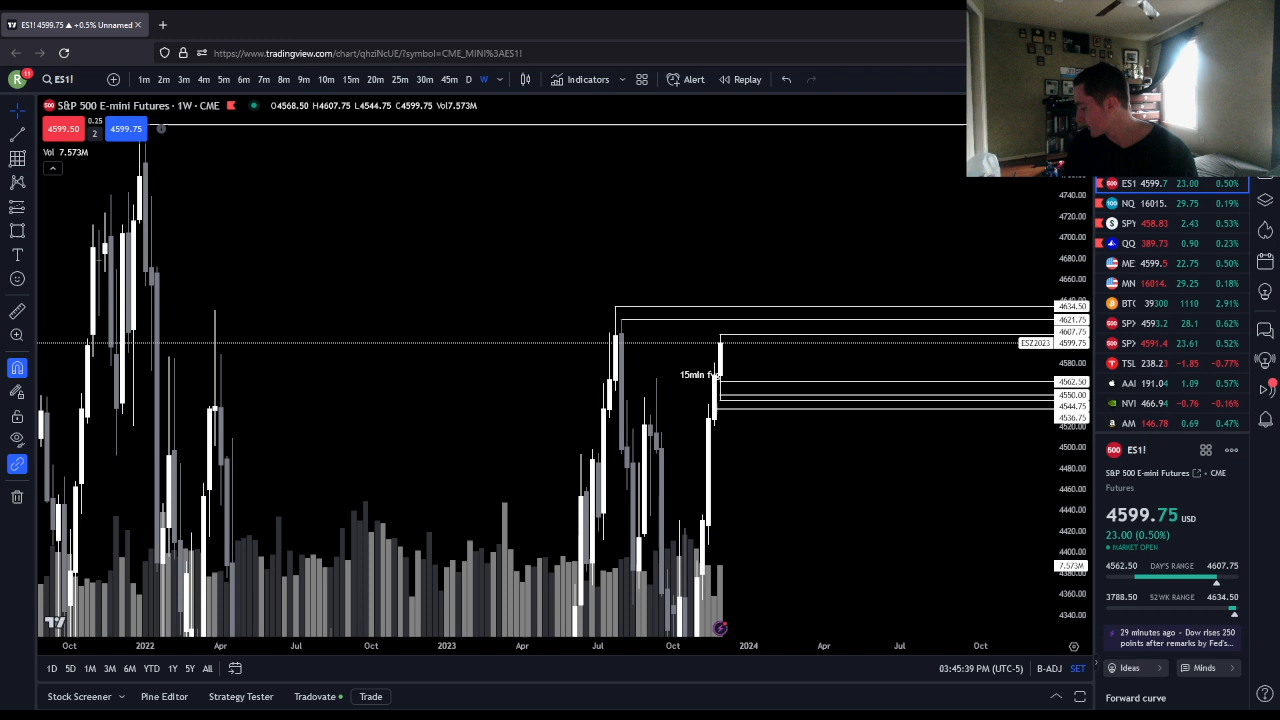 ES1! 4599.75 ▲ +0.5% Unnamed
https://www.tradingview.com/chart/qhziNcUE/?symbol=CME_MINI%3AES1!
R 11 ES1! 1m 2m 3m 4m 5m 6m 7m 8m 9m 10m 15m 20m 25m 30m 45m D W Indicators Alert Replay
500 S&P 500 E-mini Futures · 1W · CME O4568.50 H4607.75 L4544.75 C4599.75 Vol7.573M
4599.50 0.25 2 4599.75
Vol 7.573M
4740.00
4720.00
4700.00
4680.00
4660.00
4634.50
4621.75
4607.75
ESZ2023 4599.75
4580.00
15min
4562.50
4550.00
4544.75
4536.75
4520.00
4500.00
4480.00
4460.00
4440.00
4420.00
4400.00
7.573M
4360.00
4340.00
Oct 2022 Apr Jul Oct 2023 Apr Jul Oct 2024 Apr Jul Oct
1D 5D 1M 3M 6M YTD 1Y 5Y All 03:45:39 PM (UTC-5) B-ADJ SET
Stock Screener Pine Editor Strategy Tester Tradovate Trade
500 ES1 4599.7 23.00 0.50%
100 NQ 16015. 29.75 0.19%
S SPY 458.83 2.43 0.53%
QQ 389.73 0.90 0.23%
ME 4599.5 22.75 0.50%
MN 16014. 29.25 0.18%
BTC 39300 1110 2.91%
500 SPX 4593.2 28.1 0.62%
500 SPX 4591.4 23.61 0.52%
TSL 238.23 −1.85 −0.77%
AAI 191.04 1.09 0.57%
NVI 466.94 −0.76 −0.16%
AM 146.78 0.69 0.47%
500 ES1!
S&P 500 E-mini Futures · CME
Futures
4599.75 USD
23.00 (0.50%)
MARKET OPEN
4562.50 DAY'S RANGE 4607.75
3788.50 52WK RANGE 4634.50
29 minutes ago · Dow rises 250
points after remarks by Fed's...
Ideas Minds
Forward curve